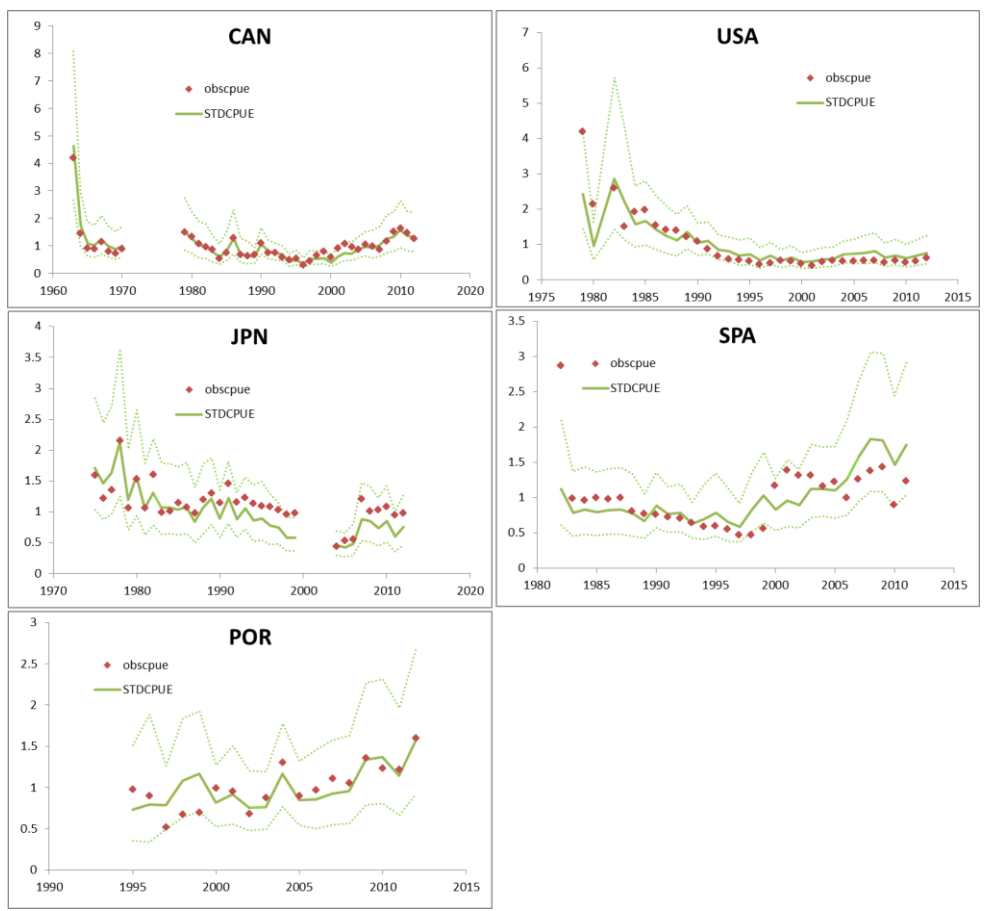 CAN
9
8
7
6
5
4
3
2
1
0
obscpue
STDCPUE
1960 1970 1980 1990 2000 2010 2020
USA
7
6
5
4
3
2
1
0
obscpue
STDCPUE
1975 1980 1985 1990 1995 2000 2005 2010 2015
JPN
4
3.5
3
2.5
2
1.5
1
0.5
0
obscpue
STDCPUE
1970 1980 1990 2000 2010 2020
SPA
3.5
3
2.5
2
1.5
1
0.5
0
obscpue
STDCPUE
1980 1985 1990 1995 2000 2005 2010 2015
POR
3
2.5
2
1.5
1
0.5
0
obscpue
STDCPUE
1990 1995 2000 2005 2010 2015